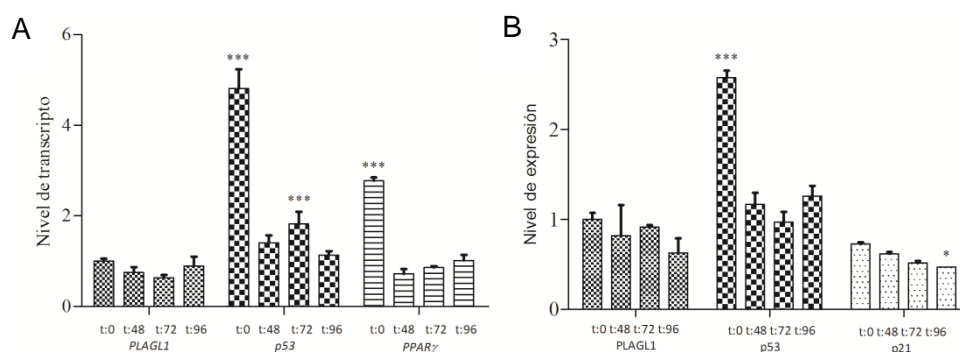 A
Nivel de transcripto
6
4
2
0
***
***
***
t:0 t:48 t:72 t:96 t:0 t:48 t:72 t:96 t:0 t:48 t:72 t:96
PLAGL1 p53 PPARγ
B
Nivel de expresión
3
2
1
0
***
*
t:0 t:48 t:72 t:96 t:0 t:48 t:72 t:96 t:0 t:48 t:72 t:96
PLAGL1 p53 p21